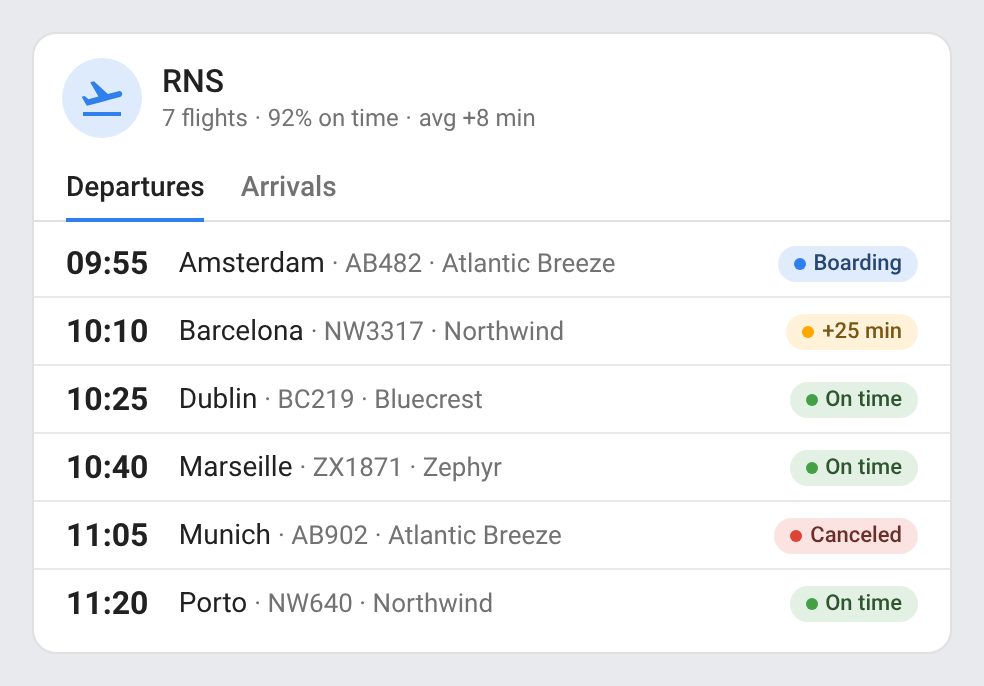 RNS
7 flights · 92% on time · avg +8 min
Departures Arrivals
09:55 Amsterdam · AB482 · Atlantic Breeze Boarding
10:10 Barcelona · NW3317 · Northwind +25 min
10:25 Dublin · BC219 · Bluecrest On time
10:40 Marseille · ZX1871 · Zephyr On time
11:05 Munich · AB902 · Atlantic Breeze Canceled
11:20 Porto · NW640 · Northwind On time